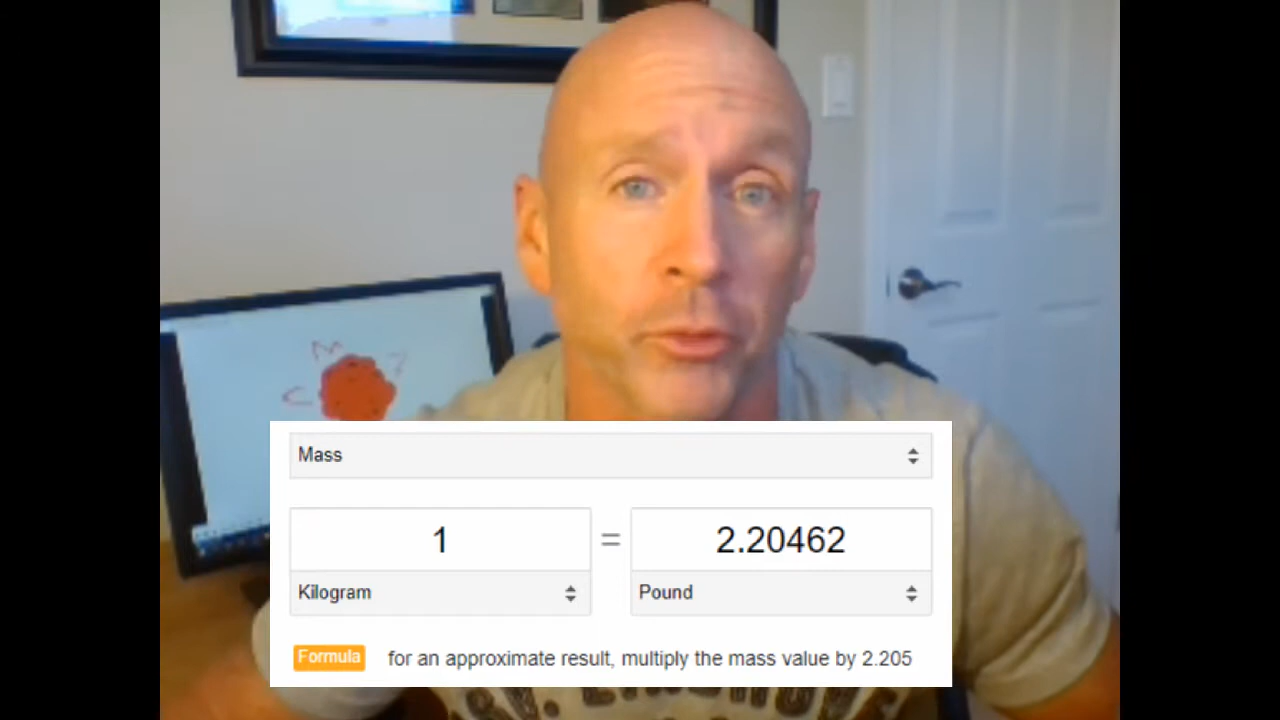 Mass
1 = 2.20462
Kilogram Pound
Formula for an approximate result, multiply the mass value by 2.205